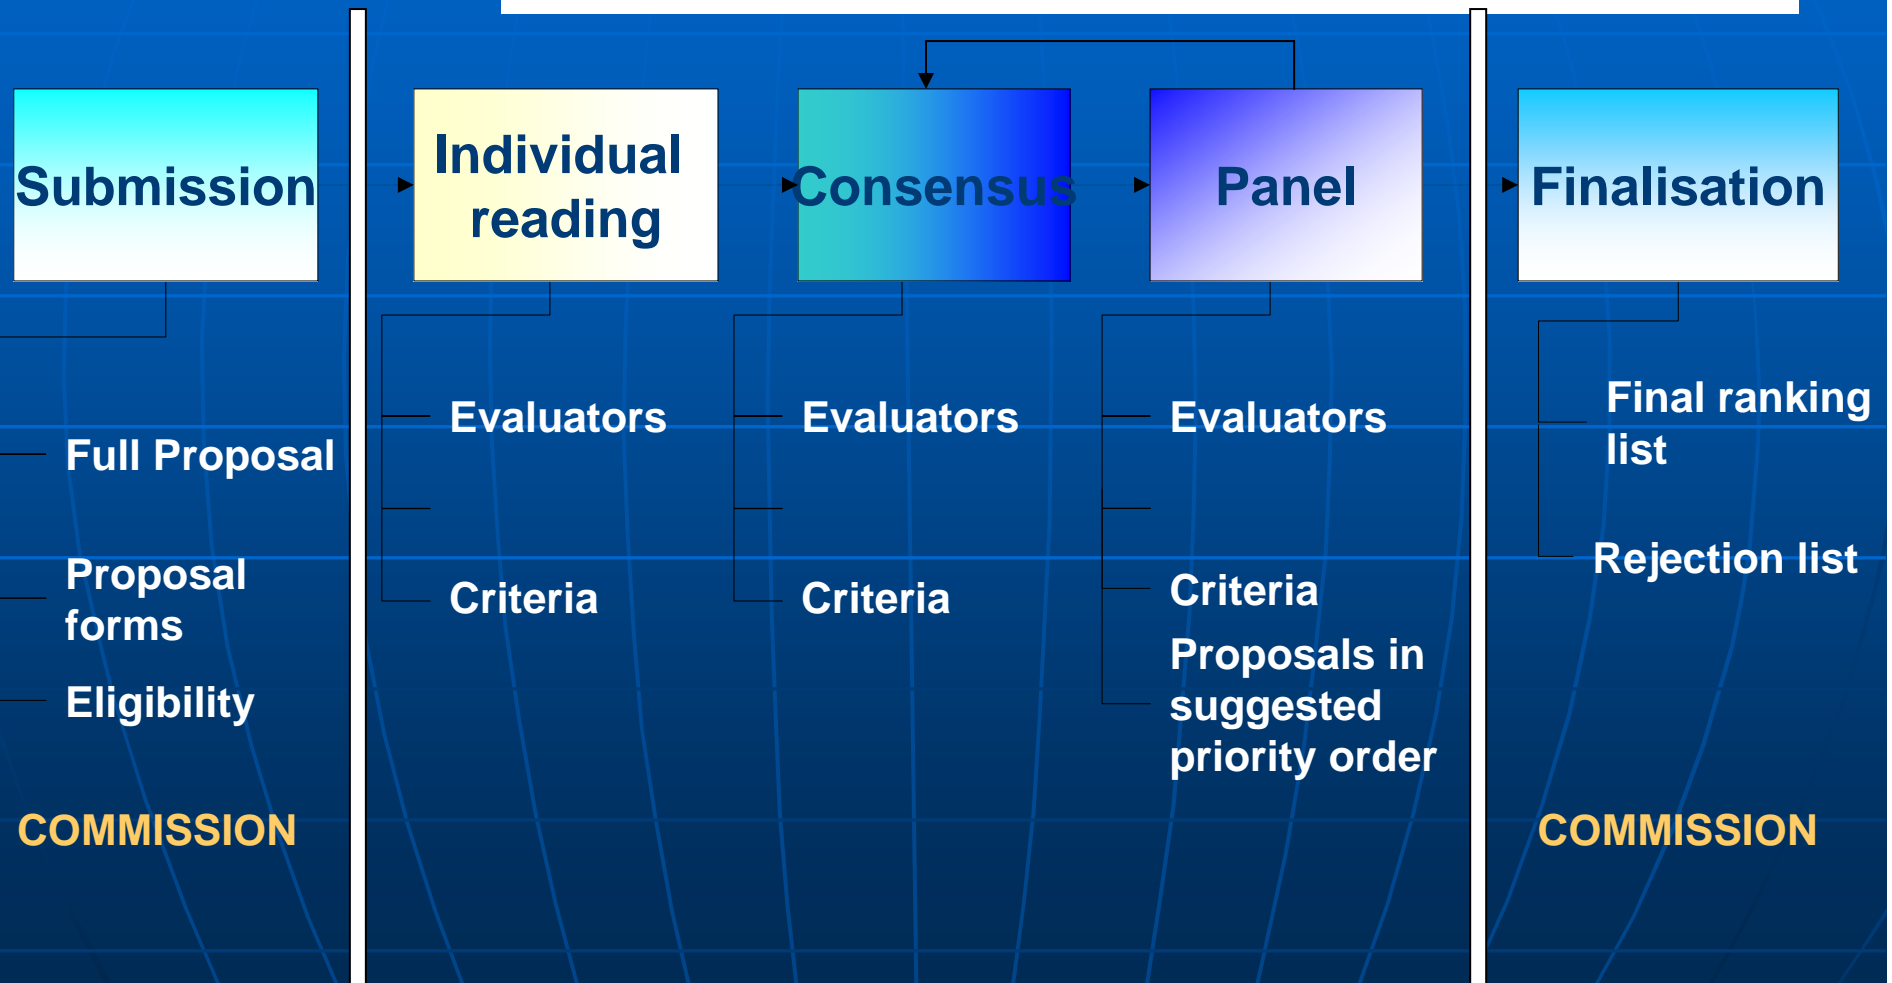 Submission
Individual
reading
Consensus
Panel
Finalisation
Full Proposal
Proposal
forms
Eligibility
COMMISSION
Evaluators
Criteria
Evaluators
Criteria
Evaluators
Criteria
Proposals in
suggested
priority order
Final ranking
list
Rejection list
COMMISSION